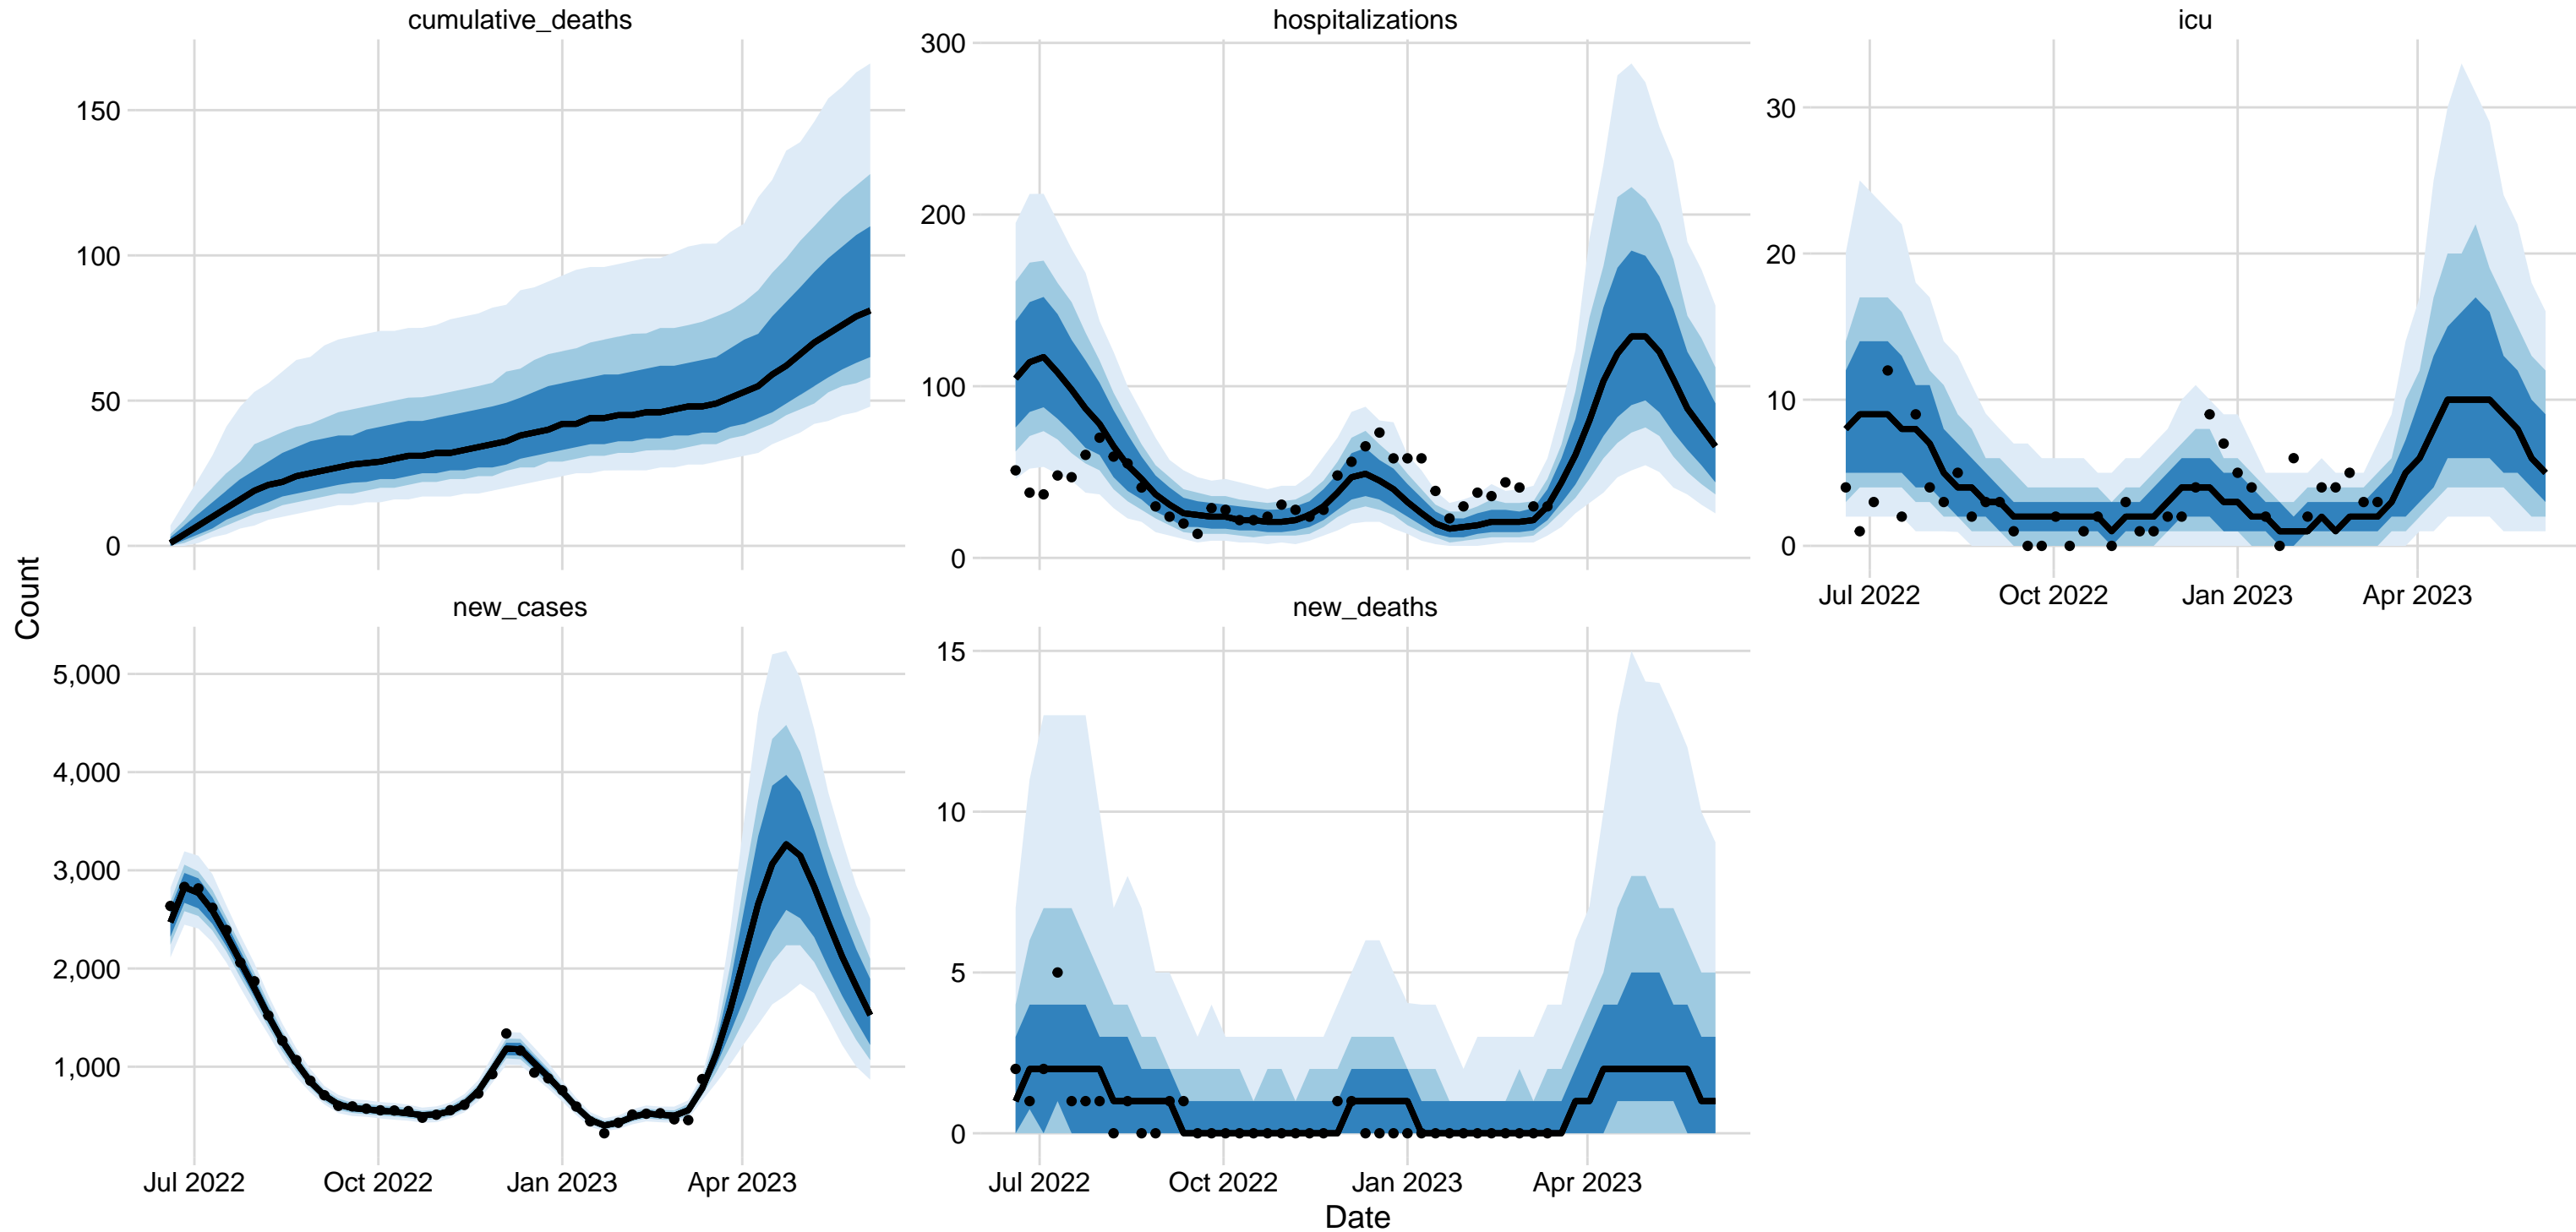 cumulative_deaths
hospitalizations
icu
150
100
50
0
300
200
100
0
30
20
10
0
Jul 2022 Oct 2022 Jan 2023 Apr 2023
Count
new_cases
new_deaths
5,000
4,000
3,000
2,000
1,000
15
10
5
0
Jul 2022 Oct 2022 Jan 2023 Apr 2023
Jul 2022 Oct 2022 Jan 2023 Apr 2023
Date